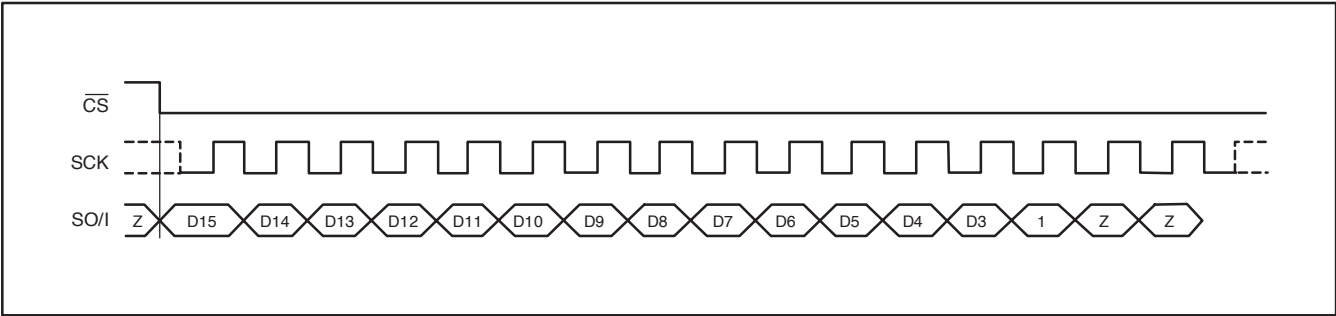 CS
SCK
SO/I Z D15 D14 D13 D12 D11 D10 D9 D8 D7 D6 D5 D4 D3 1 Z Z